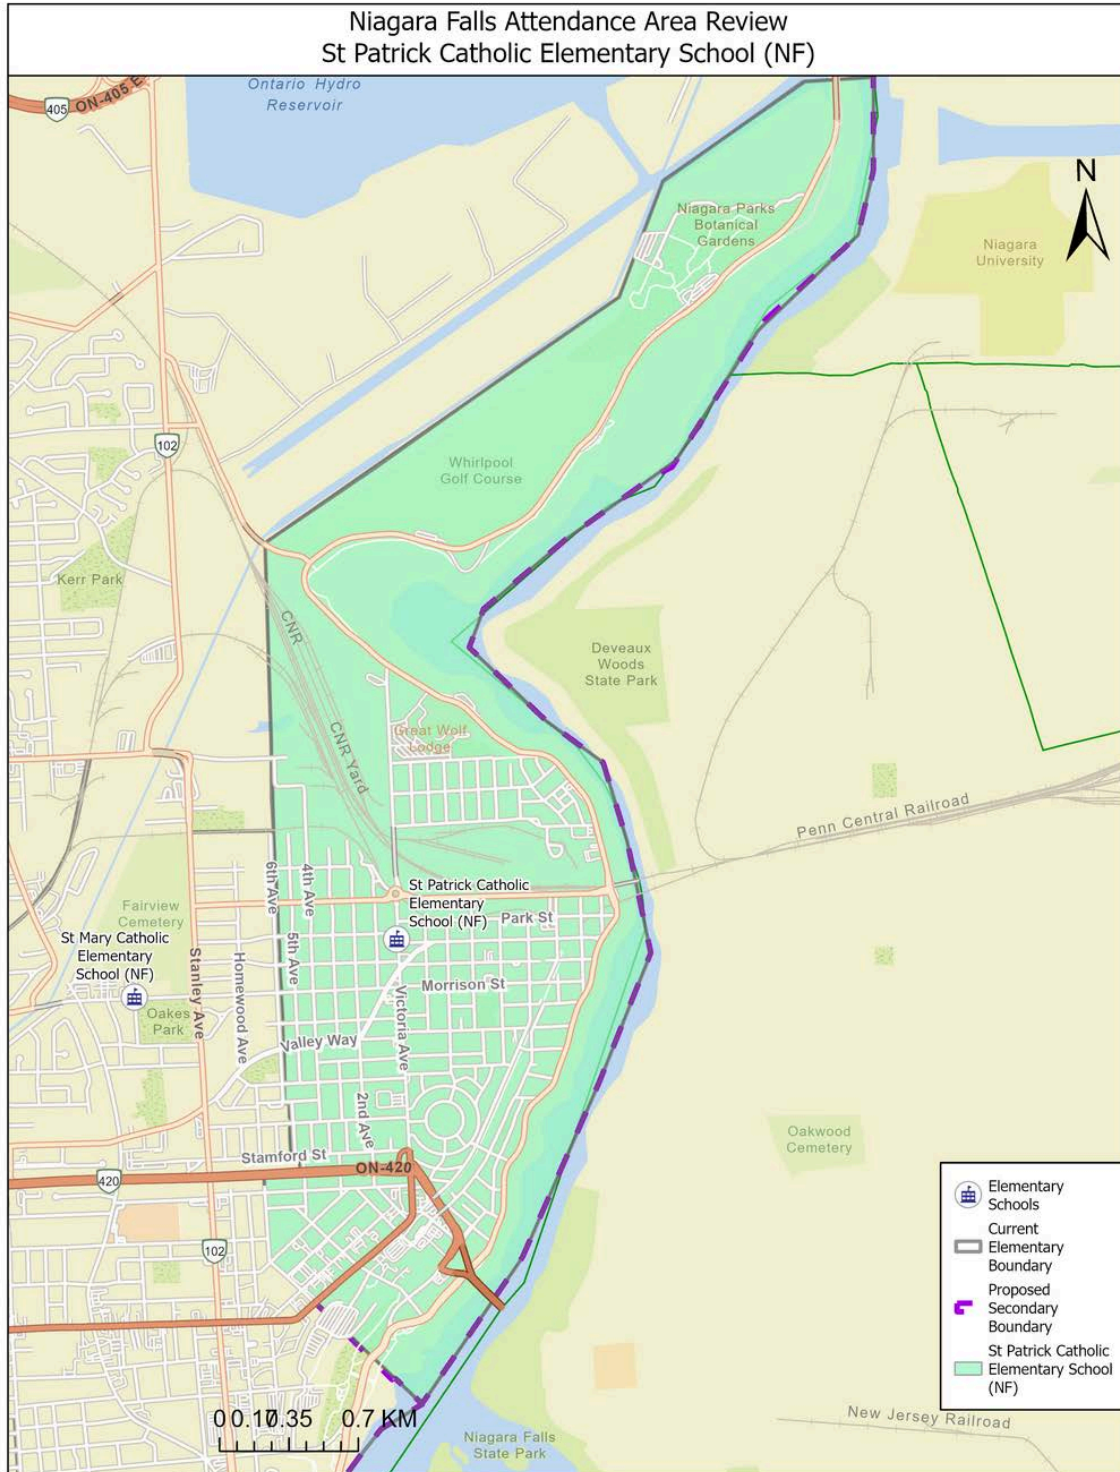 Niagara Falls Attendance Area Review
St Patrick Catholic Elementary School (NF)
Ontario Hydro
Reservoir
405
ON-405 E
N
Niagara Parks
Botanical
Gardens
Niagara
University
102
Whirlpool
Golf Course
Kerr Park
CNR
Deveaux
Woods
State Park
CNR Yard
Great Wolf
Lodge
Penn Central Railroad
6th Ave
4th Ave
St Patrick Catholic
Elementary
School (NF)
Park St
Fairview
Cemetery
St Mary Catholic
Elementary
School (NF)
5th Ave
Stanley Ave
Homewood Ave
Morrison St
Oakes
Park
Victoria Ave
Valley Way
2nd Ave
Oakwood
Cemetery
Stamford St
ON-420
420
102
Elementary
Schools
Current
Elementary
Boundary
Proposed
Secondary
Boundary
St Patrick Catholic
Elementary School
(NF)
0 0.17 0.35 0.7 KM
New Jersey Railroad
Niagara Falls
State Park